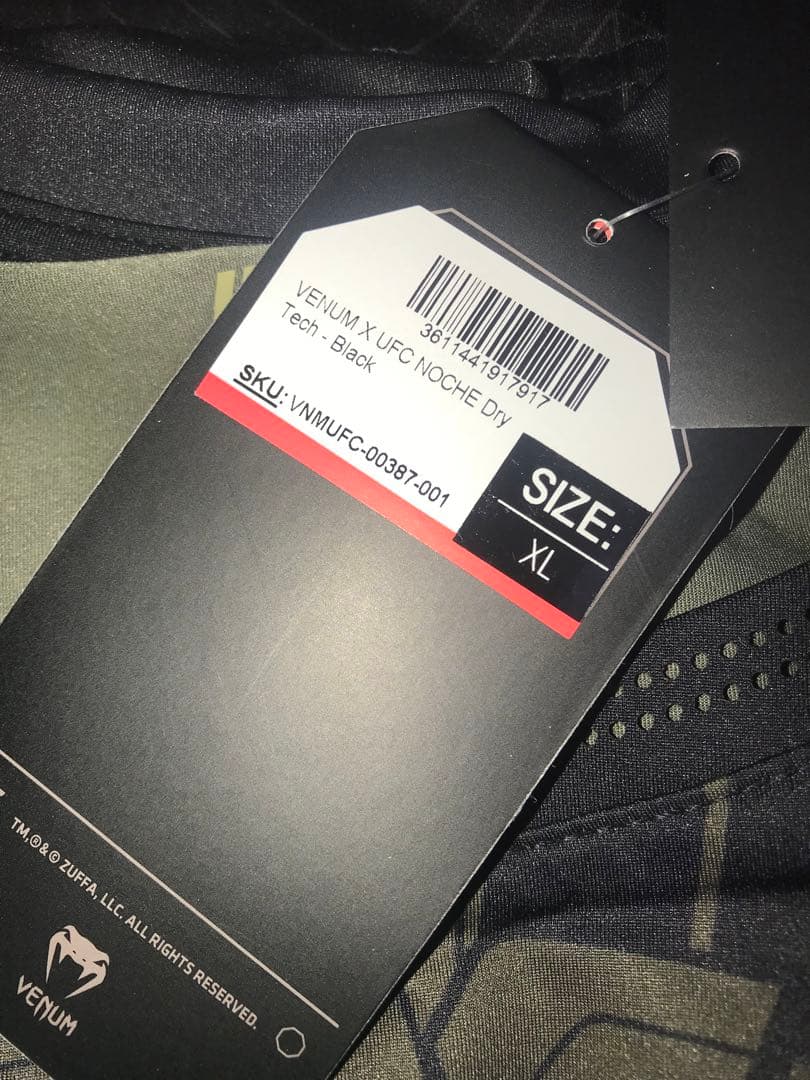 3611441917917
VENUM X UFC NOCHE Dry
Tech - Black
SKU: VNMUFC-00387-001
SIZE:
XL
TM,®& © ZUFFA, LLC. ALL RIGHTS RESERVED.
VENUM